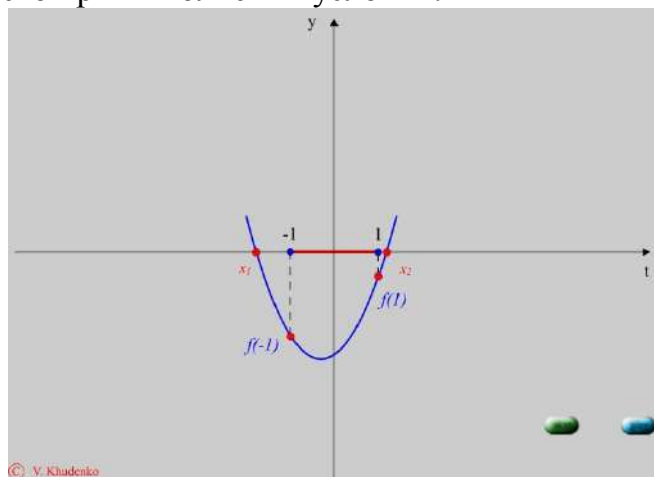 y
-1 1
x₁ x₂ t
f(1)
f(-1)
© V. Khudenko